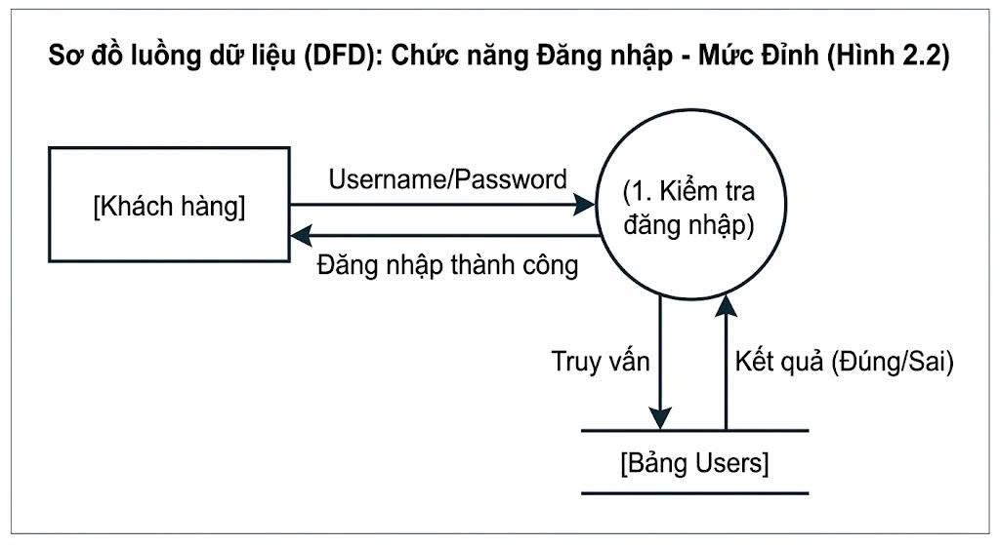 Sơ đồ luồng dữ liệu (DFD): Chức năng Đăng nhập - Mức Đỉnh (Hình 2.2)
[Khách hàng]
Username/Password
Đăng nhập thành công
(1. Kiểm tra
đăng nhập)
Truy vấn
Kết quả (Đúng/Sai)
[Bảng Users]